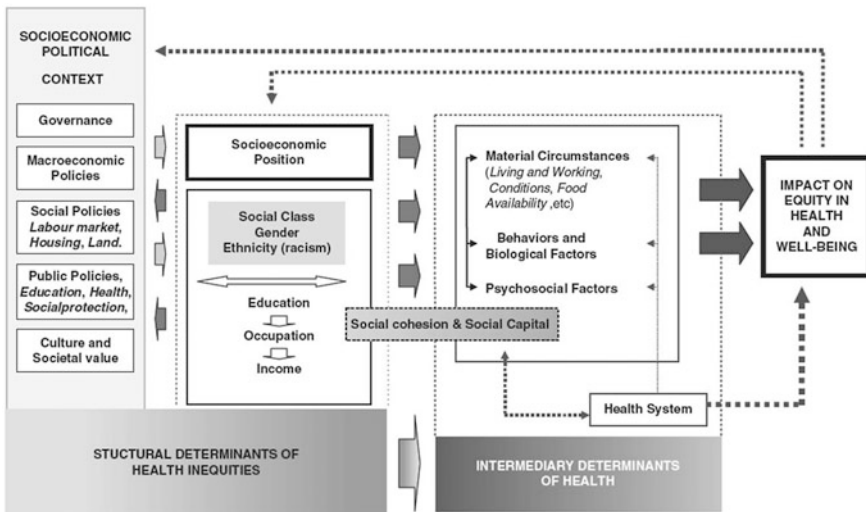 SOCIOECONOMIC
POLITICAL
CONTEXT
Governance
Macroeconomic
Policies
Social Policies
Labour market,
Housing, Land.
Public Policies,
Education, Health,
Socialprotection,
Culture and
Societal value
Socioeconomic
Position
Social Class
Gender
Ethnicity (racism)
Education
Occupation
Income
Social cohesion & Social Capital
Material Circumstances
(Living and Working,
Conditions, Food
Availability ,etc)
Behaviors and
Biological Factors
Psychosocial Factors
Health System
IMPACT ON
EQUITY IN
HEALTH
AND
WELL-BEING
STUCTURAL DETERMINANTS OF
HEALTH INEQUITIES
INTERMEDIARY DETERMINANTS
OF HEALTH